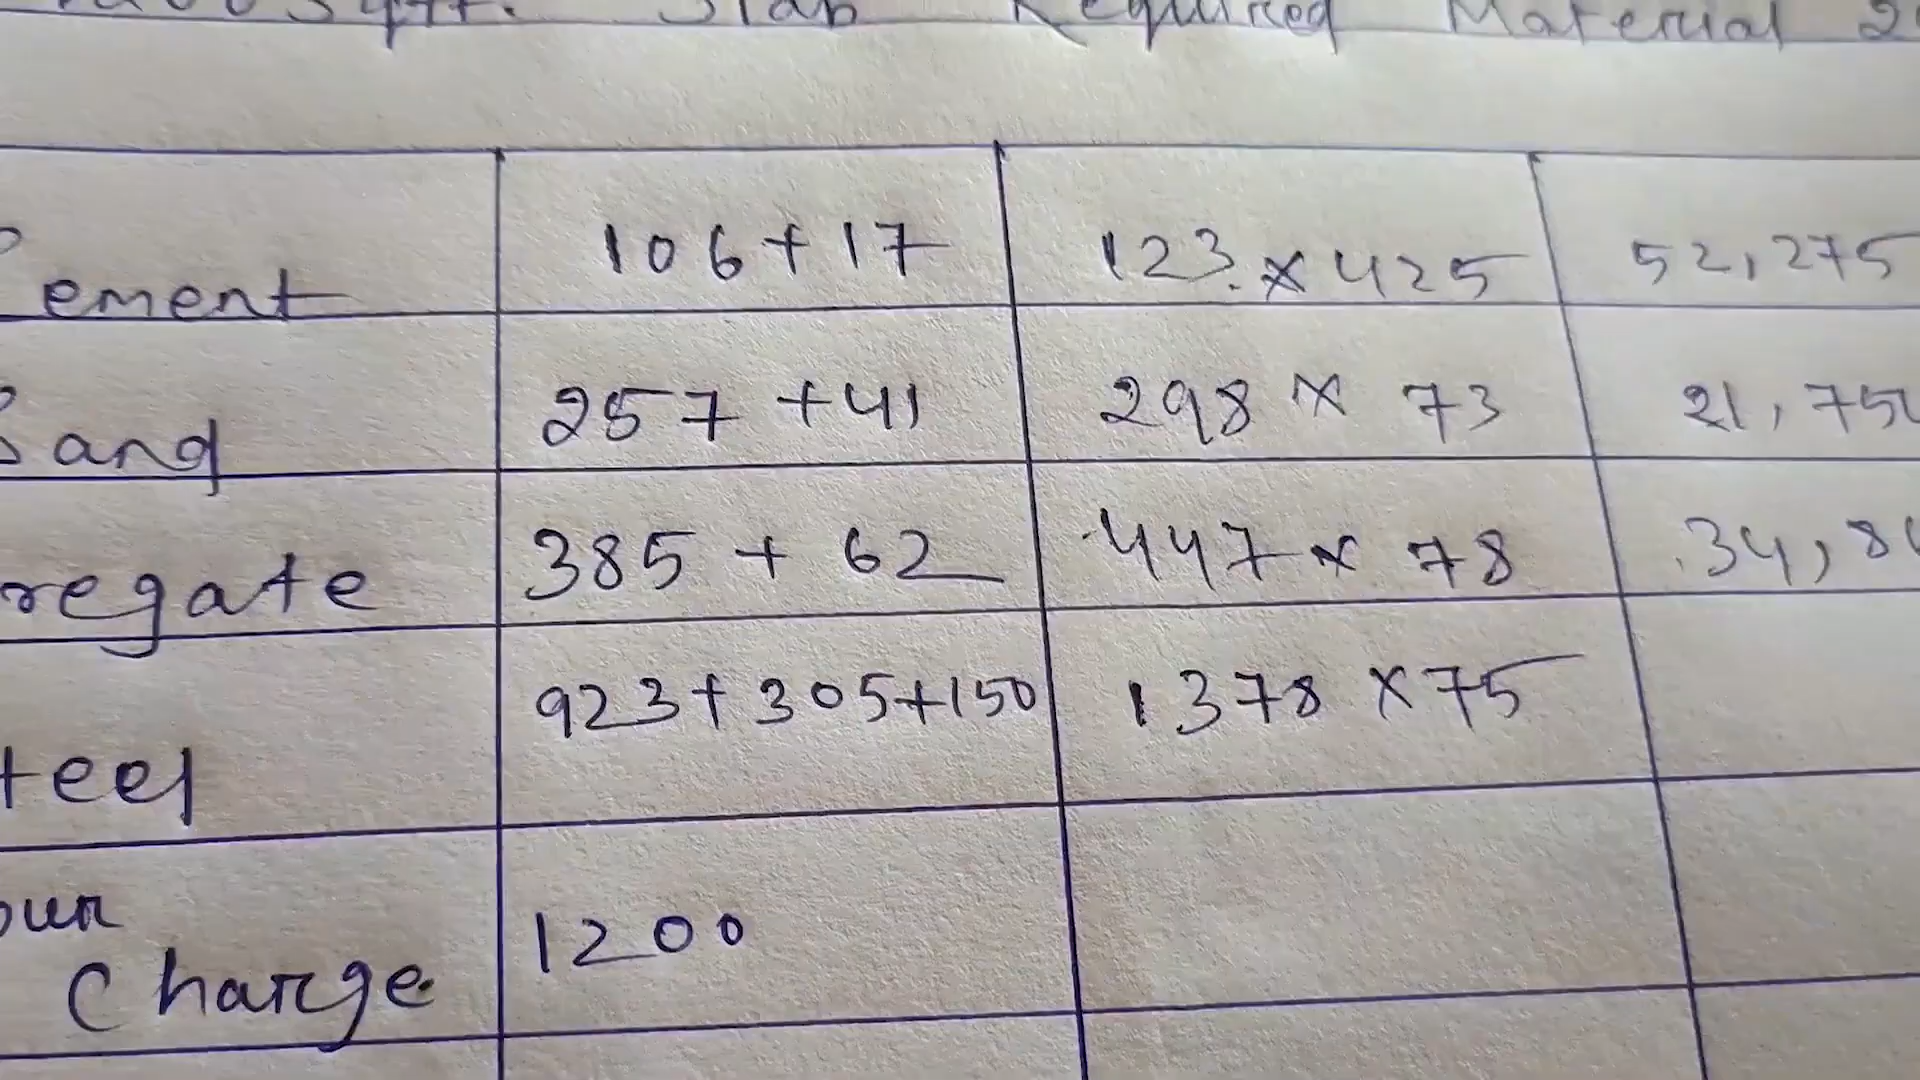 Slab Required Material
ement 106+17 123.×425 52,275
and 257 +41 298 × 73 21,75
regate 385 + 62 447 × 78 34,8
teel 923+305+150 1378 ×75
our
Charge 1200